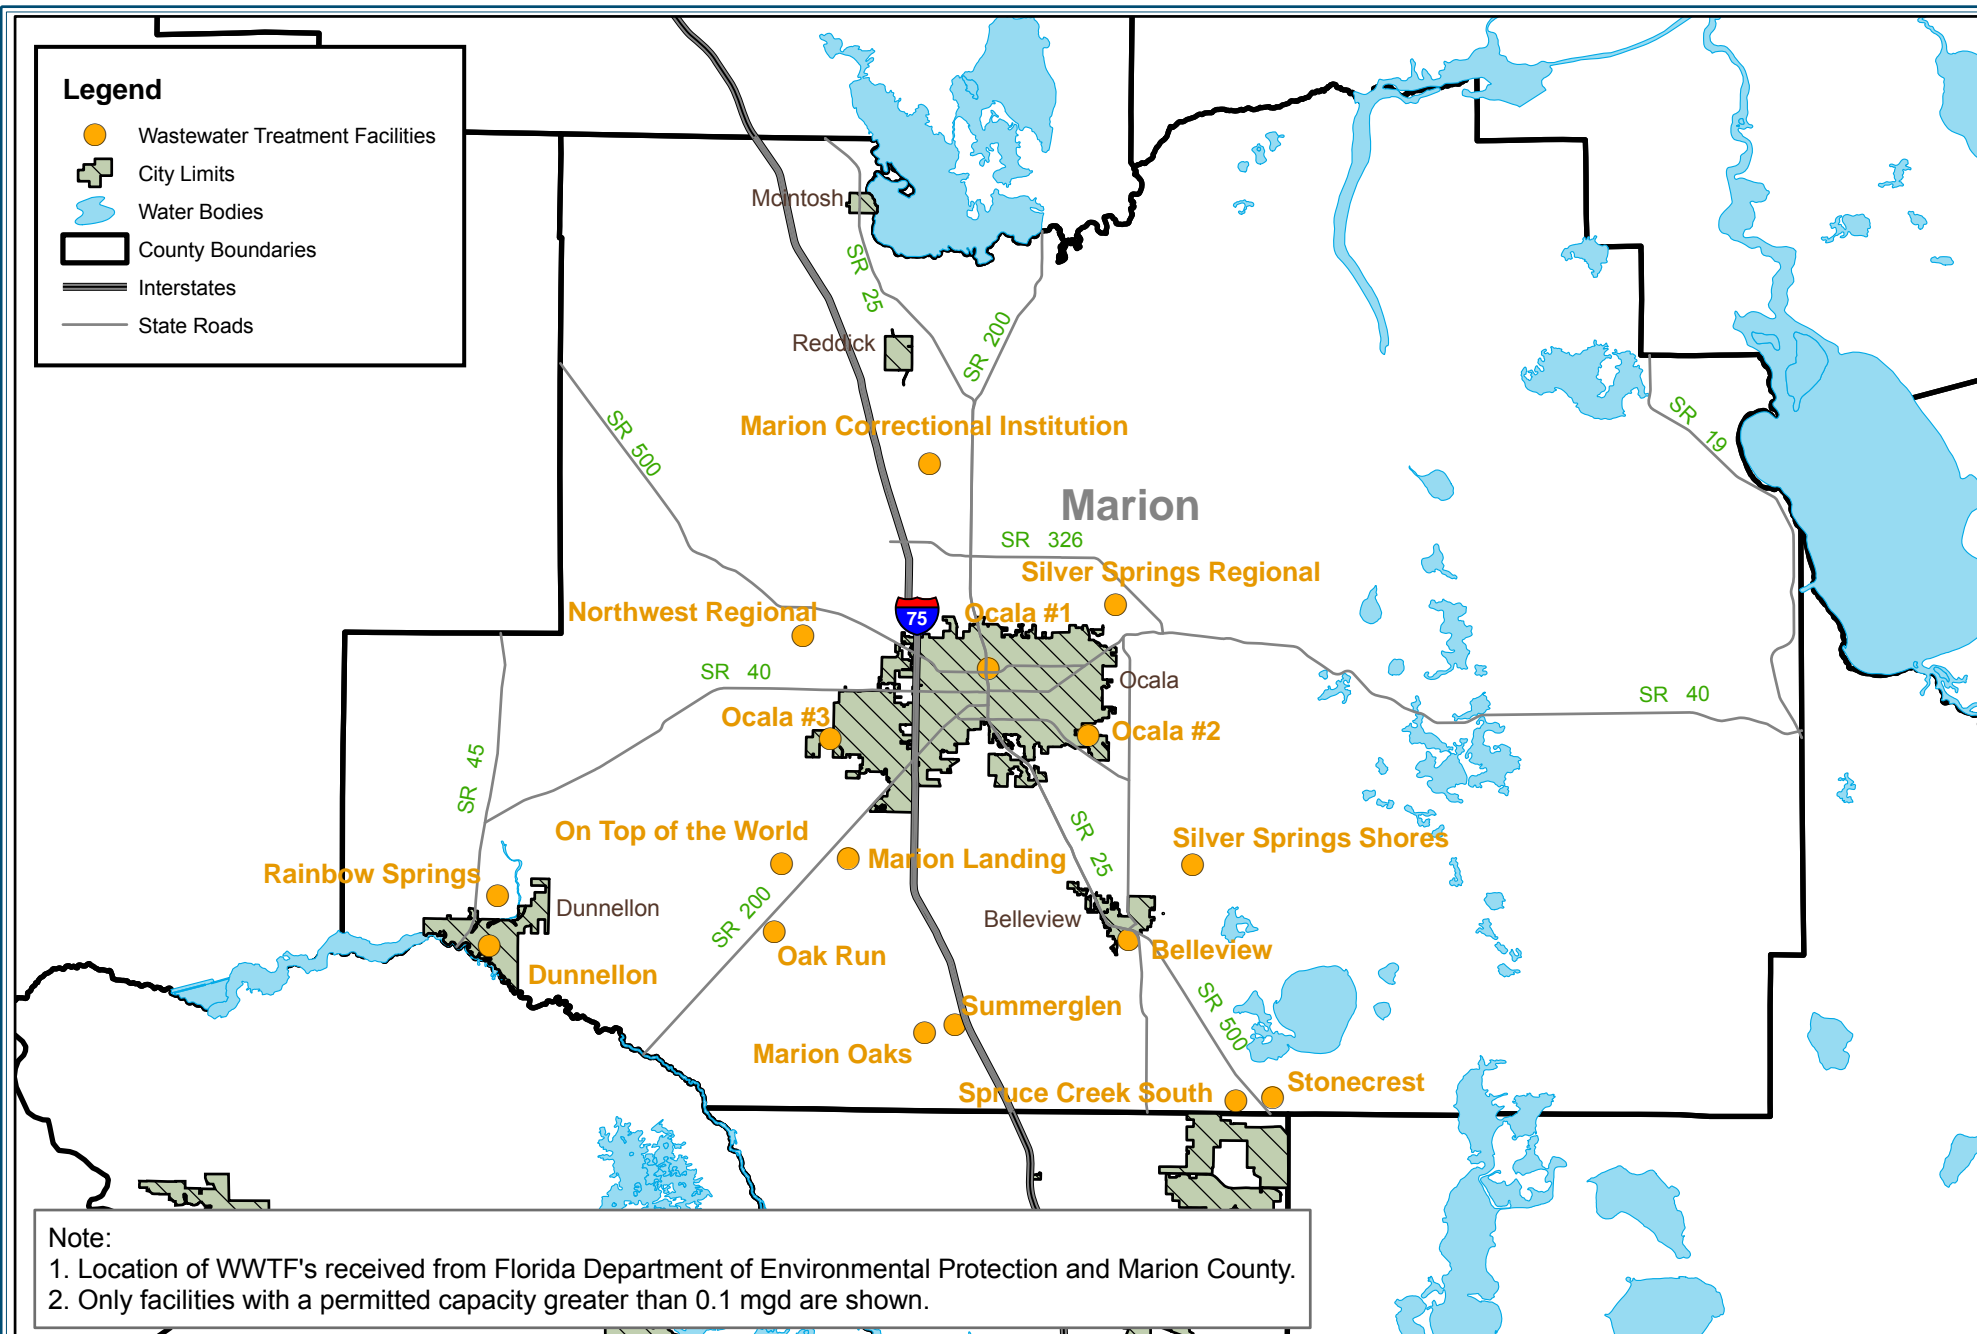 Legend
Wastewater Treatment Facilities
City Limits
Water Bodies
County Boundaries
Interstates
State Roads
Mcintosh
SR 25
Reddick
SR 200
SR 500
SR 19
Marion Correctional Institution
Marion
SR 326
Silver Springs Regional
Northwest Regional
75
Ocala #1
SR 40
Ocala
SR 40
Ocala #3
Ocala #2
SR 45
On Top of the World
SR 25
Silver Springs Shores
Marion Landing
Rainbow Springs
Dunnellon
SR 200
Belleview
Oak Run
Belleview
Dunnellon
Summerglen
SR 500
Marion Oaks
Spruce Creek South
Stonecrest
Note:
1. Location of WWTF's received from Florida Department of Environmental Protection and Marion County.
2. Only facilities with a permitted capacity greater than 0.1 mgd are shown.